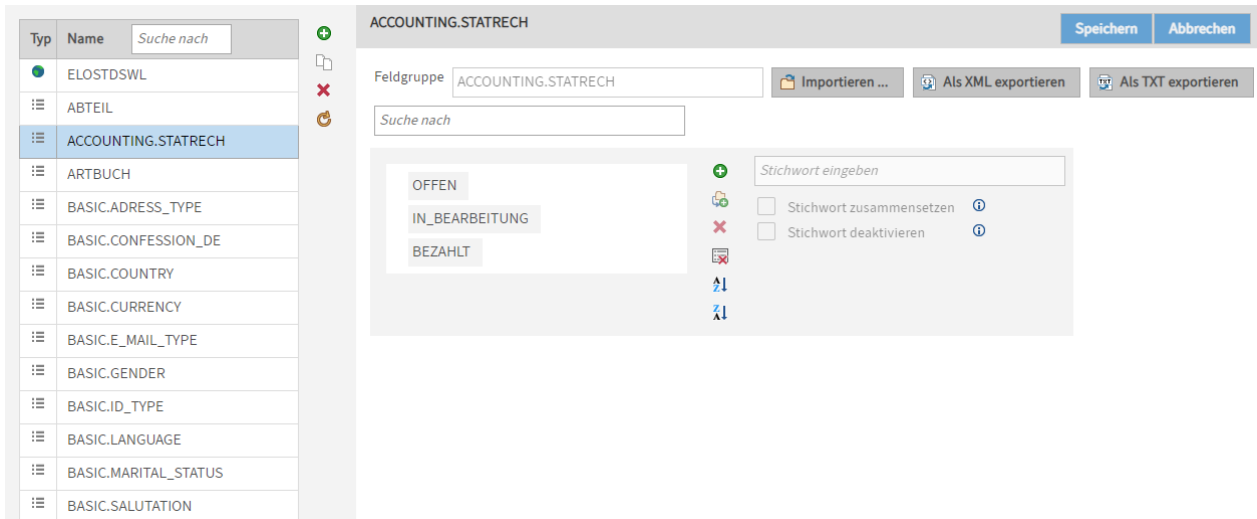 Typ Name Suche nach
ELOSTDSWL
ABTEIL
ACCOUNTING.STATRECH
ARTBUCH
BASIC.ADRESS_TYPE
BASIC.CONFESSION_DE
BASIC.COUNTRY
BASIC.CURRENCY
BASIC.E_MAIL_TYPE
BASIC.GENDER
BASIC.ID_TYPE
BASIC.LANGUAGE
BASIC.MARITAL_STATUS
BASIC.SALUTATION
ACCOUNTING.STATRECH Speichern Abbrechen
Feldgruppe ACCOUNTING.STATRECH Importieren ... Als XML exportieren Als TXT exportieren
Suche nach
OFFEN
IN_BEARBEITUNG
BEZAHLT
Stichwort eingeben
Stichwort zusammensetzen
Stichwort deaktivieren